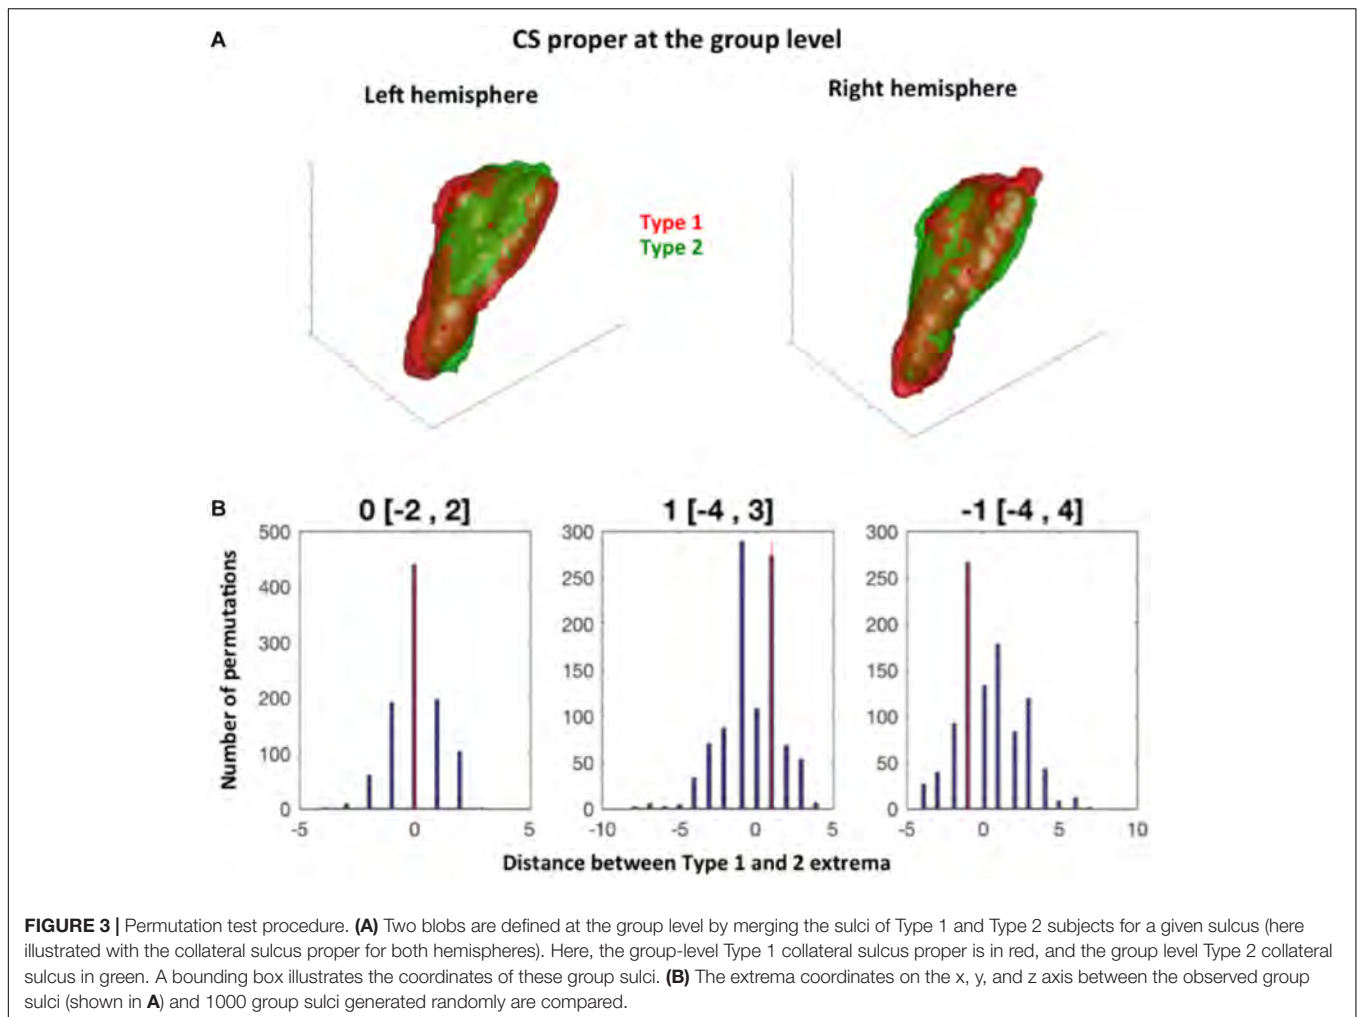 A
CS proper at the group level
Left hemisphere
Right hemisphere
Type 1
Type 2
B
0 [-2 , 2]
1 [-4 , 3]
-1 [-4 , 4]
Number of permutations
500
400
300
200
100
0
-5
0
5
300
250
200
150
100
50
0
-10
-5
0
5
300
250
200
150
100
50
0
-5
0
5
10
Distance between Type 1 and 2 extrema
FIGURE 3 | Permutation test procedure. (A) Two blobs are defined at the group level by merging the sulci of Type 1 and Type 2 subjects for a given sulcus (here
illustrated with the collateral sulcus proper for both hemispheres). Here, the group-level Type 1 collateral sulcus proper is in red, and the group level Type 2 collateral
sulcus in green. A bounding box illustrates the coordinates of these group sulci. (B) The extrema coordinates on the x, y, and z axis between the observed group
sulci (shown in A) and 1000 group sulci generated randomly are compared.